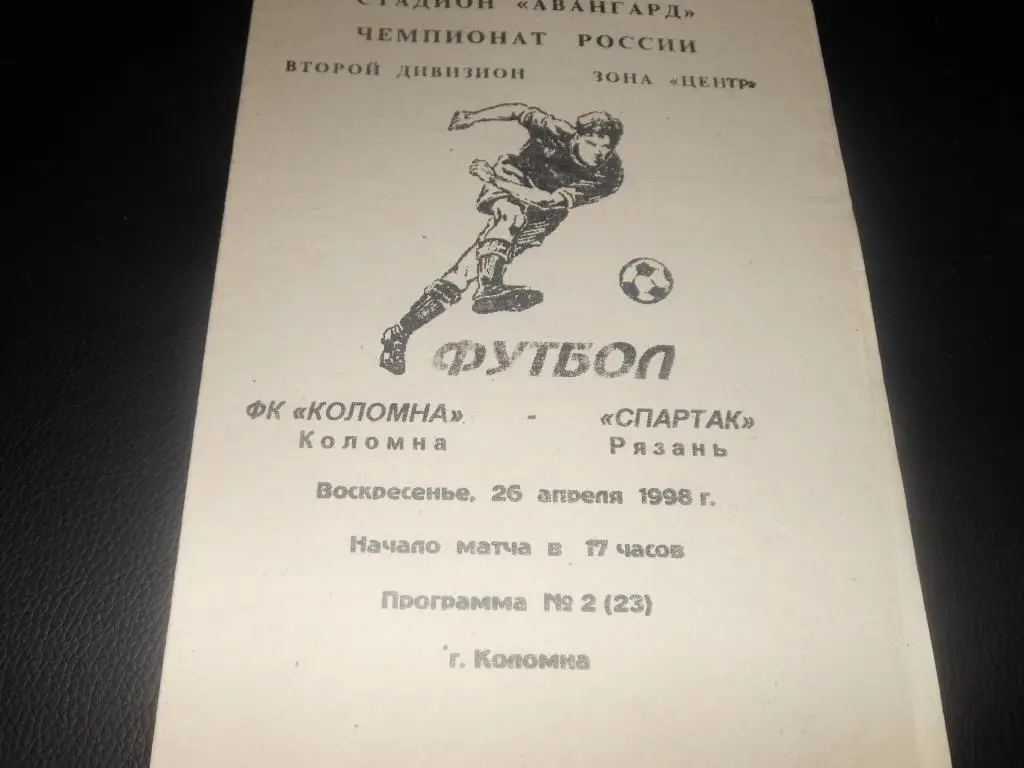 СТАДИОН «АВАНГАРД»
ЧЕМПИОНАТ РОССИИ
ВТОРОЙ ДИВИЗИОН ЗОНА «ЦЕНТР»
ФУТБОЛ
ФК «КОЛОМНА» - «СПАРТАК»
Коломна Рязань
Воскресенье, 26 апреля 1998 г.
Начало матча в 17 часов
Программа № 2 (23)
г. Коломна